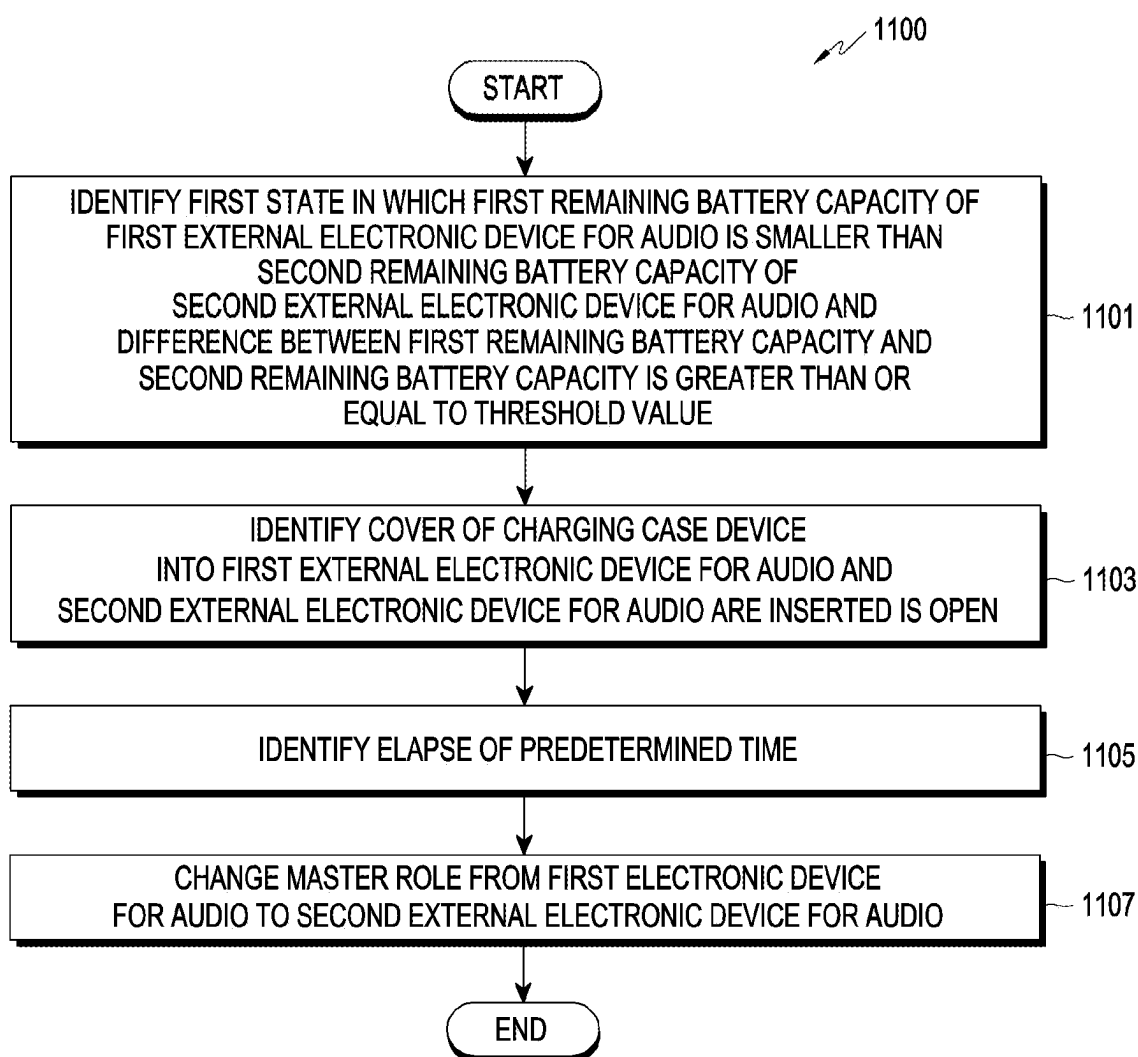 1100
START
IDENTIFY FIRST STATE IN WHICH FIRST REMAINING BATTERY CAPACITY OF
FIRST EXTERNAL ELECTRONIC DEVICE FOR AUDIO IS SMALLER THAN
SECOND REMAINING BATTERY CAPACITY OF
SECOND EXTERNAL ELECTRONIC DEVICE FOR AUDIO AND
DIFFERENCE BETWEEN FIRST REMAINING BATTERY CAPACITY AND
SECOND REMAINING BATTERY CAPACITY IS GREATER THAN OR
EQUAL TO THRESHOLD VALUE
1101
IDENTIFY COVER OF CHARGING CASE DEVICE
INTO FIRST EXTERNAL ELECTRONIC DEVICE FOR AUDIO AND
SECOND EXTERNAL ELECTRONIC DEVICE FOR AUDIO ARE INSERTED IS OPEN
1103
IDENTIFY ELAPSE OF PREDETERMINED TIME
1105
CHANGE MASTER ROLE FROM FIRST ELECTRONIC DEVICE
FOR AUDIO TO SECOND EXTERNAL ELECTRONIC DEVICE FOR AUDIO
1107
END